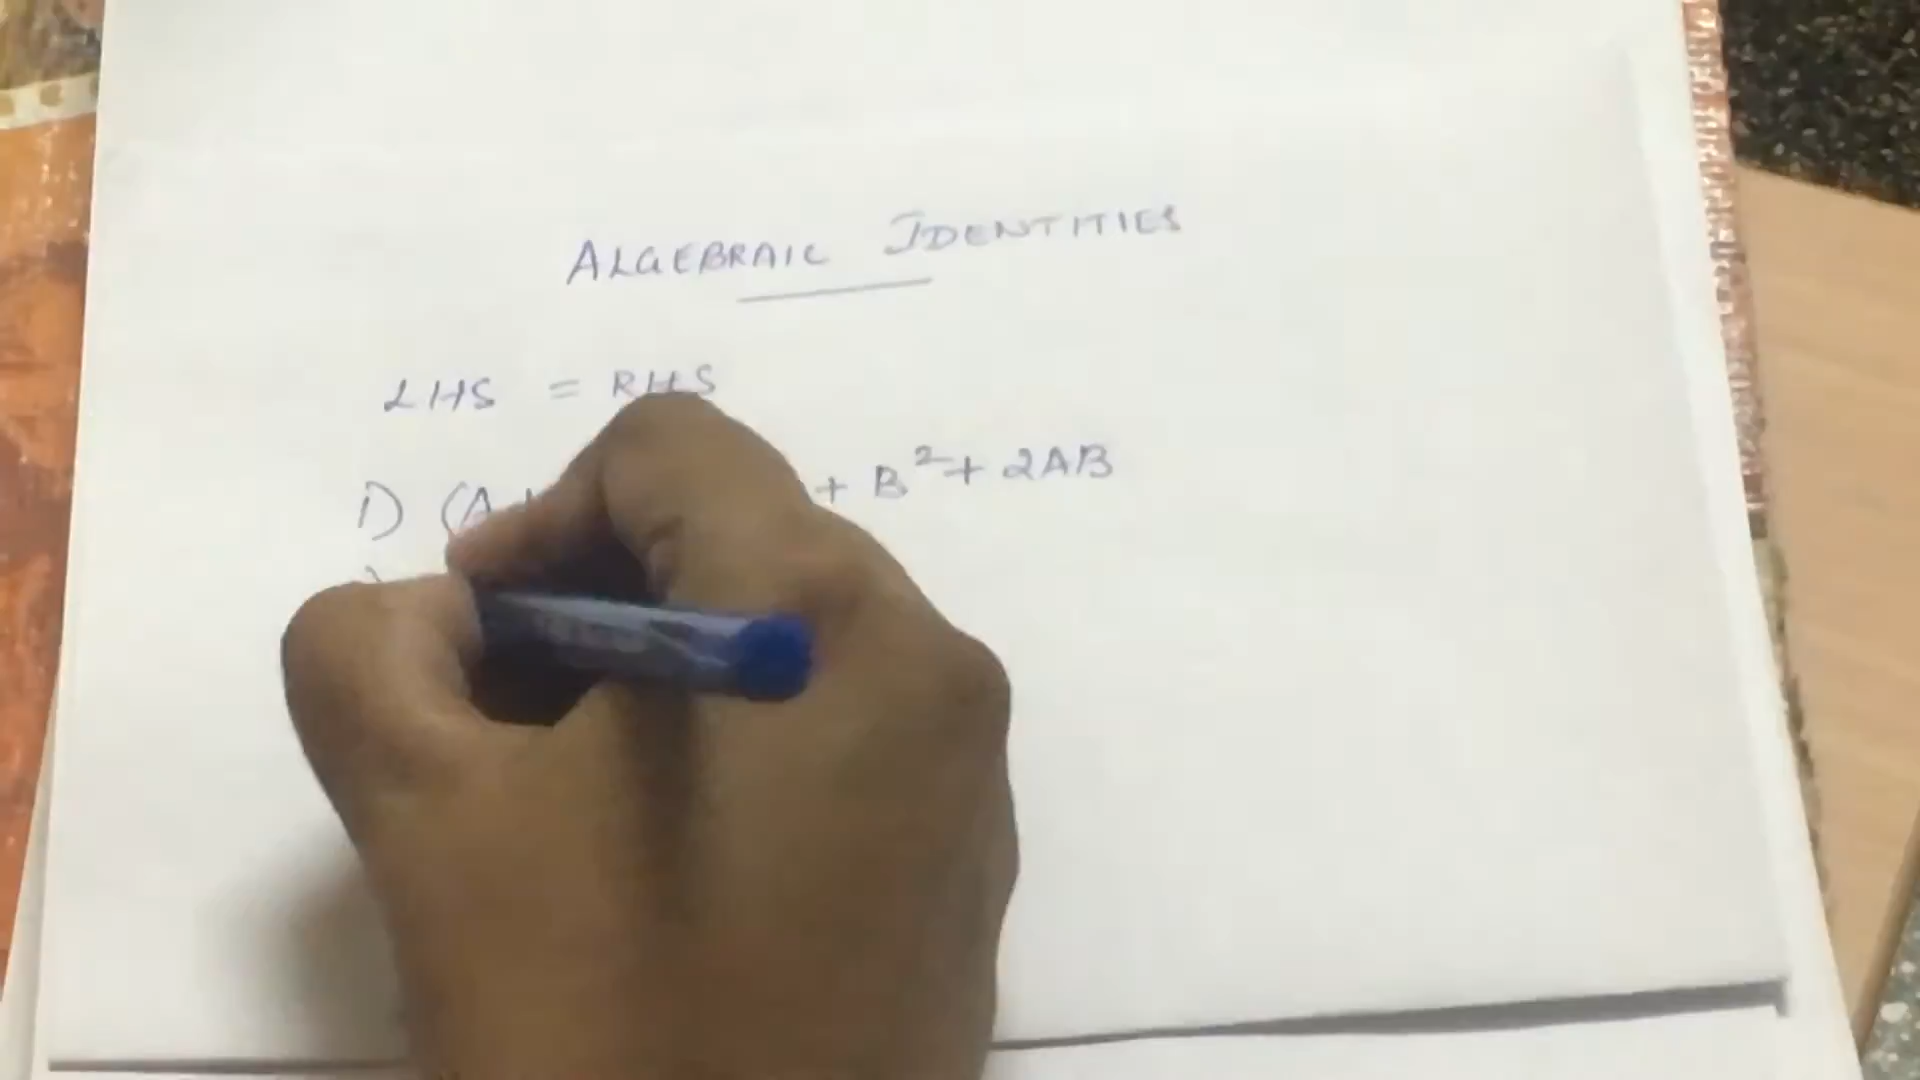 ALGEBRAIC IDENTITIES
LHS = RHS
1) (A + B² + 2AB